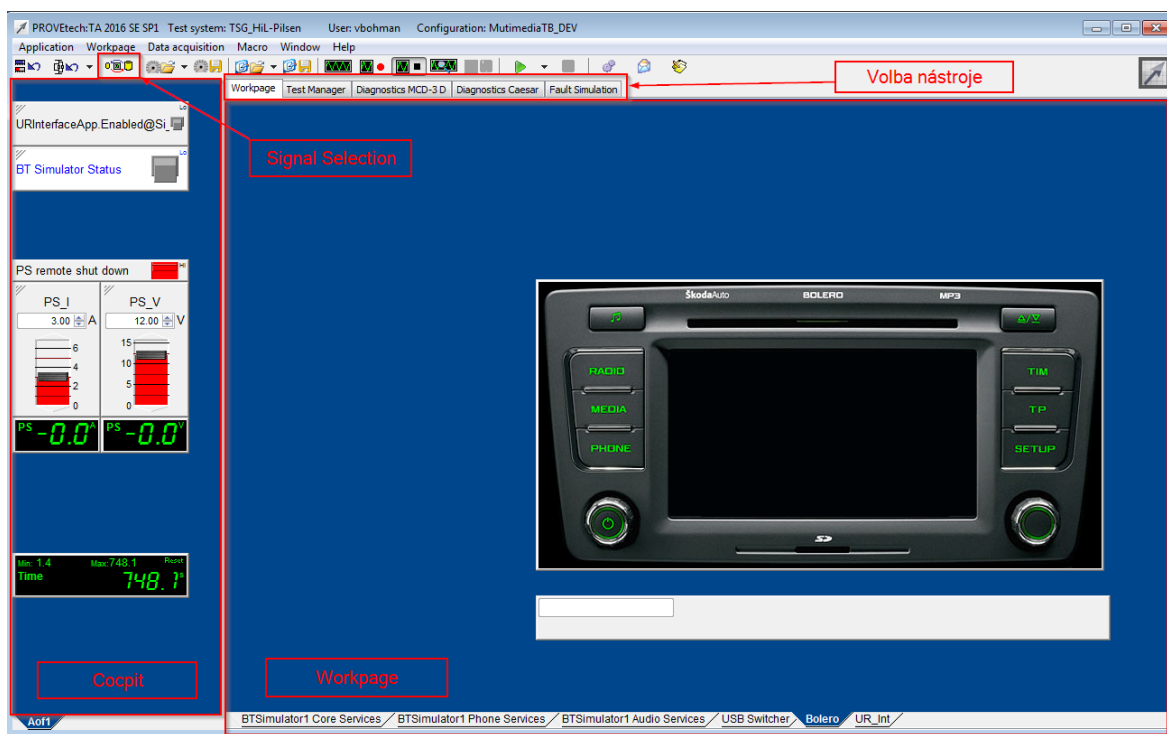 PROVEtech:TA 2016 SE SP1   Test system: TSG_HiL-Pilsen   User: vbohman   Configuration: MutimediaTB_DEV
Application   Workpage   Data acquisition   Macro   Window   Help
Volba nástroje
Workpage   Test Manager   Diagnostics MCD-3 D   Diagnostics Caesar   Fault Simulation
Lo
URInterfaceApp.Enabled@Si_
Signal Selection
Lo
BT Simulator Status
PS remote shut down   HI
PS_I   PS_V
3.00 A   12.00 V
6
4
2
0
15
10
5
0
PS -0.0 A   PS -0.0 V
ŠkodaAuto   BOLERO   MP3
RADIO   TIM
MEDIA   TP
PHONE   SETUP
SD
Min: 1.4   Max:748.1   Reset
Time   748.1 s
Cocpit
Workpage
Aof1
BTSimulator1 Core Services   BTSimulator1 Phone Services   BTSimulator1 Audio Services   USB Switcher   Bolero   UR_Int